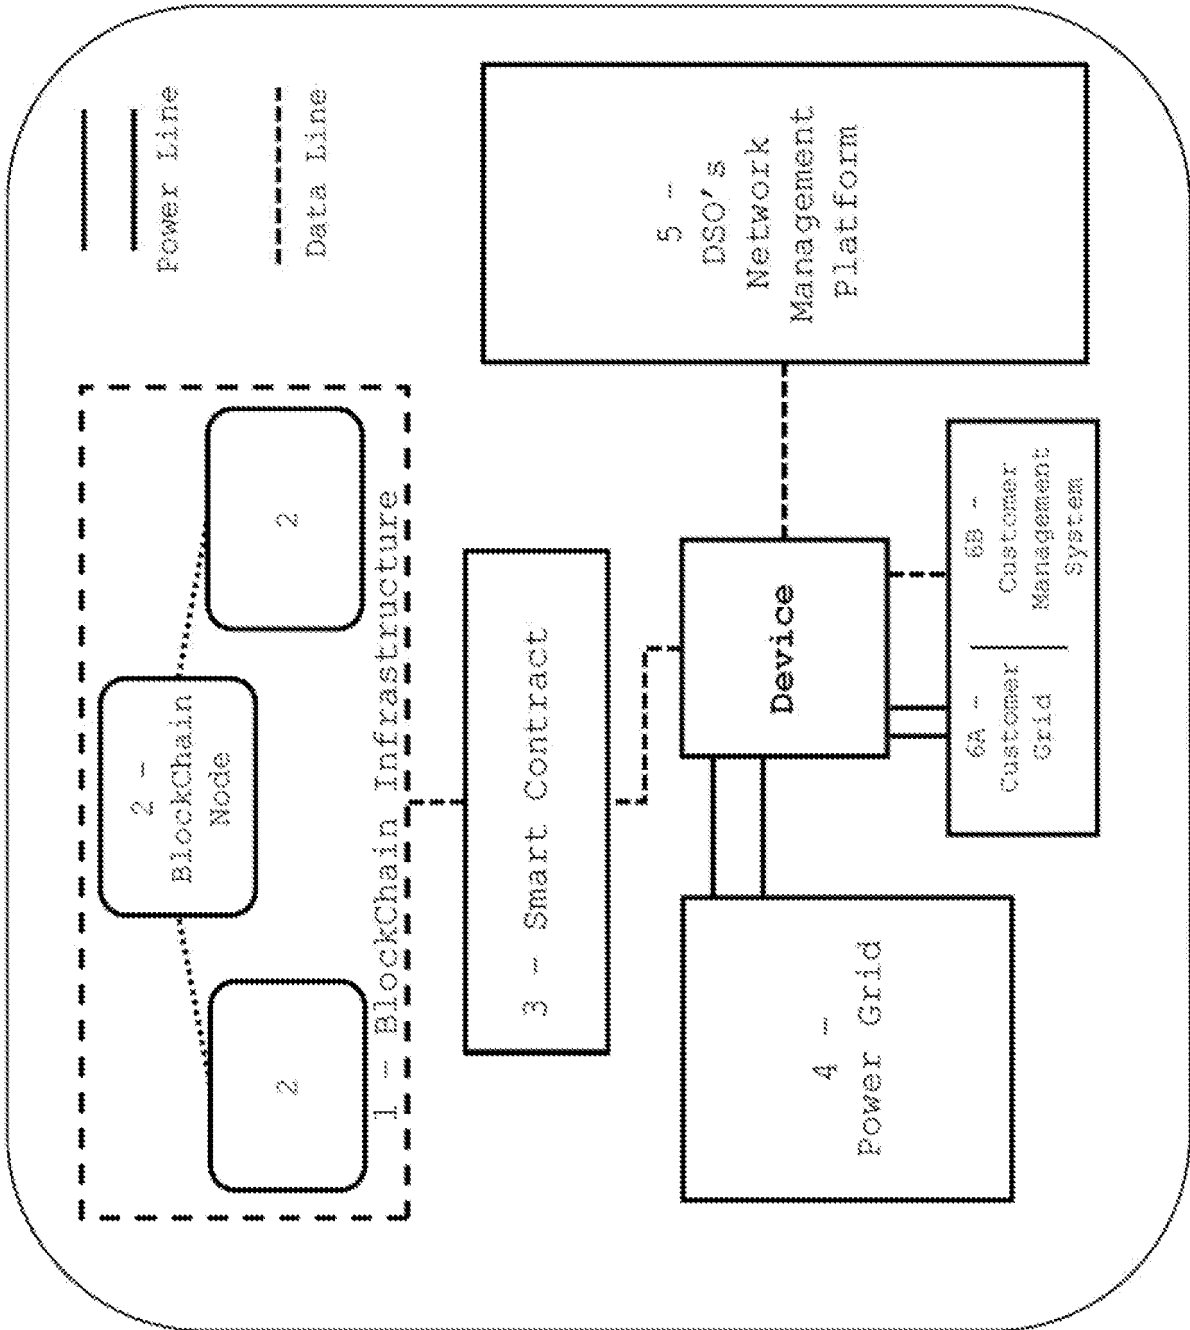 2 -
BlockChain
Node
2
2
1 - BlockChain Infrastructure
Power Line
Data Line
3 - Smart Contract
4 -
Power Grid
Device
5 -
DSO's
Network
Management
Platform
6A -
Customer
Grid
6B -
Customer
Management
System